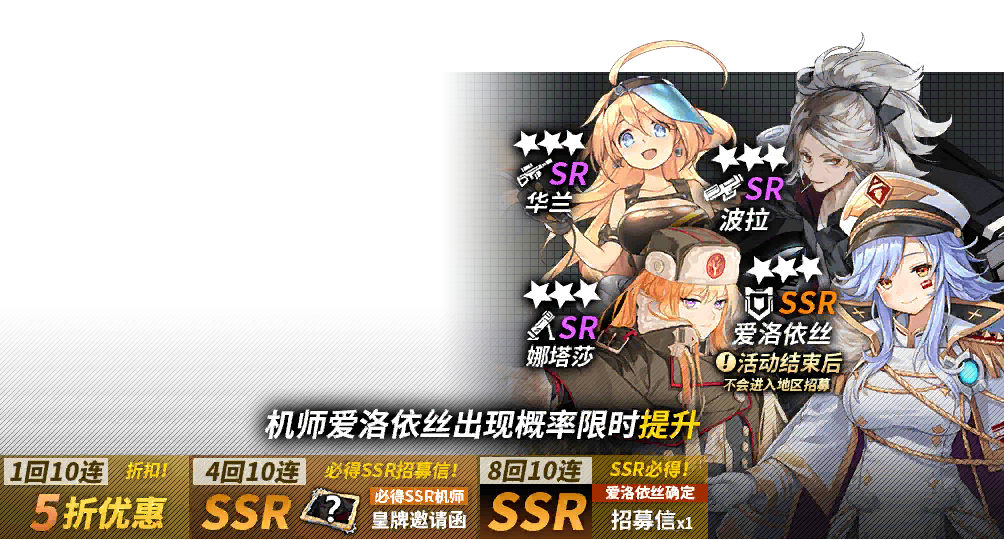 SR
华兰
SR
波拉
SR
娜塔莎
SSR
爱洛依丝
!活动结束后
不会进入地区招募
机师爱洛依丝出现概率限时提升
1回10连 折扣!
5折优惠
4回10连 必得SSR招募信!
SSR
?
必得SSR机师
皇牌邀请函
8回10连 SSR必得!
SSR
爱洛依丝确定
招募信x1